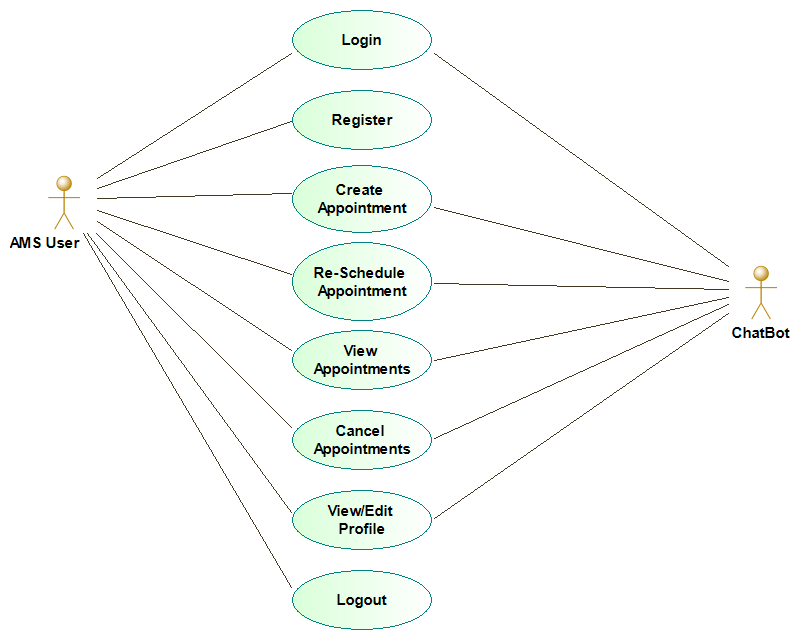 Login
Register
Create
Appointment
AMS User
Re-Schedule
Appointment
ChatBot
View
Appointments
Cancel
Appointments
View/Edit
Profile
Logout